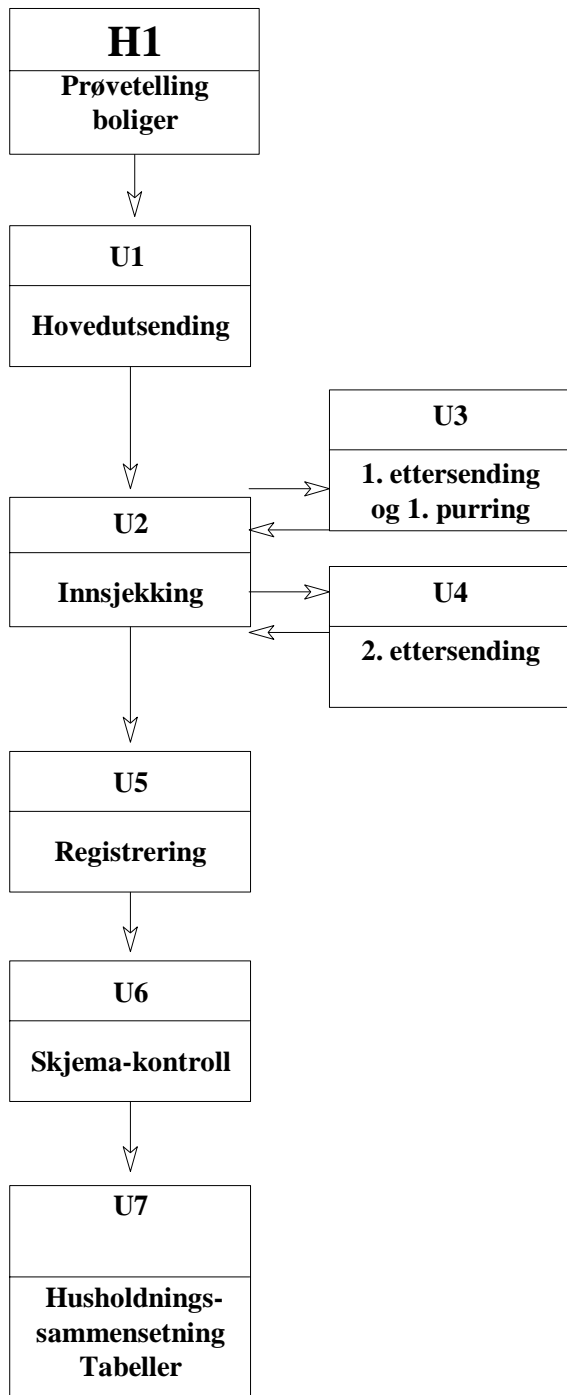 H1
Prøvetelling
boliger
U1
Hovedutsending
U3
1. ettersending
og 1. purring
U2
Innsjekking
U4
2. ettersending
U5
Registrering
U6
Skjema-kontroll
U7
Husholdnings-
sammensetning
Tabeller